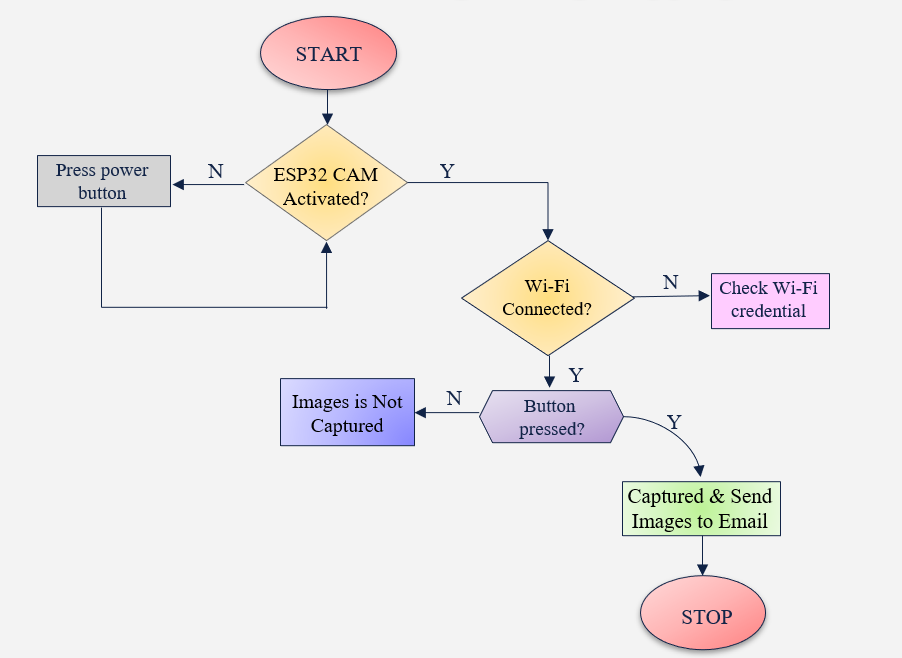 START
ESP32 CAM
Activated?
N
Press power
button
Y
Wi-Fi
Connected?
N
Check Wi-Fi
credential
Y
Button
pressed?
N
Images is Not
Captured
Y
Captured & Send
Images to Email
STOP